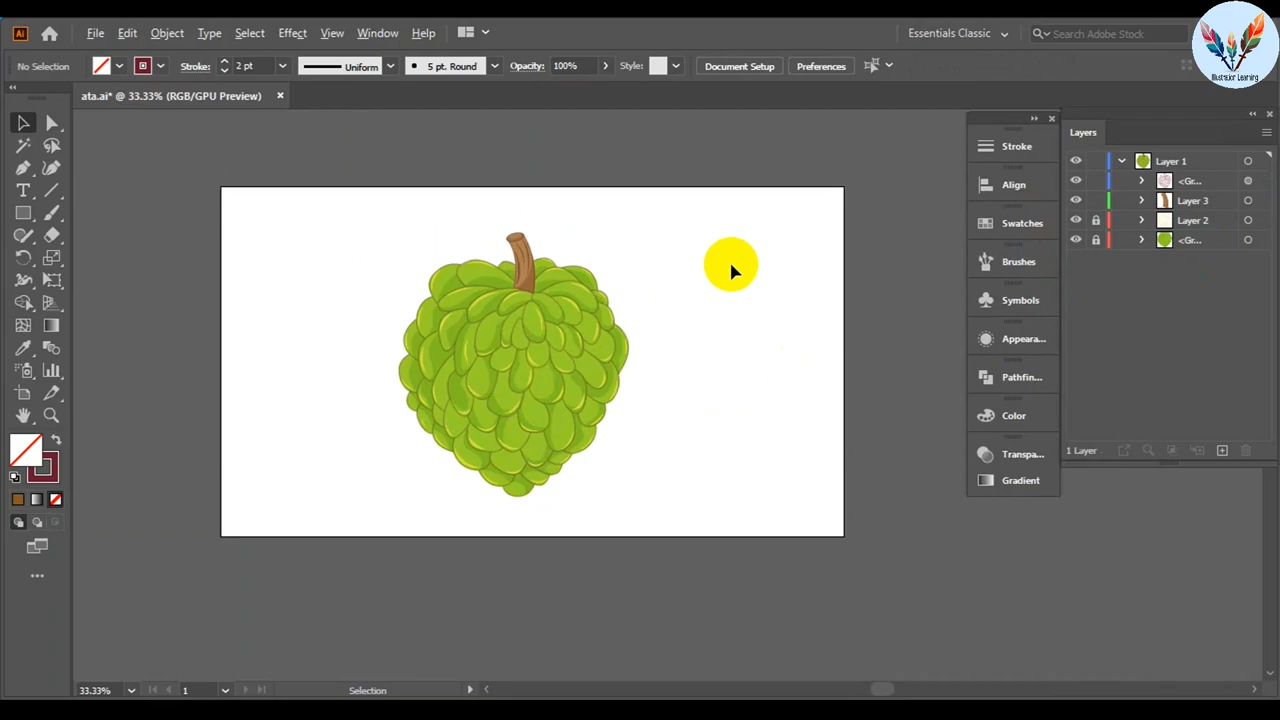 Ai File Edit Object Type Select Effect View Window Help Essentials Classic Search Adobe Stock
Illustrator Learning
No Selection Stroke: 2 pt Uniform 5 pt. Round Opacity: 100% Style: Document Setup Preferences
ata.ai* @ 33.33% (RGB/GPU Preview)
Stroke
Align
Swatches
Brushes
Symbols
Appeara...
Pathfin...
Color
Transpa...
Gradient
Layers
Layer 1
<Gr...
Layer 3
Layer 2
<Gr...
1 Layer
33.33% 1 Selection